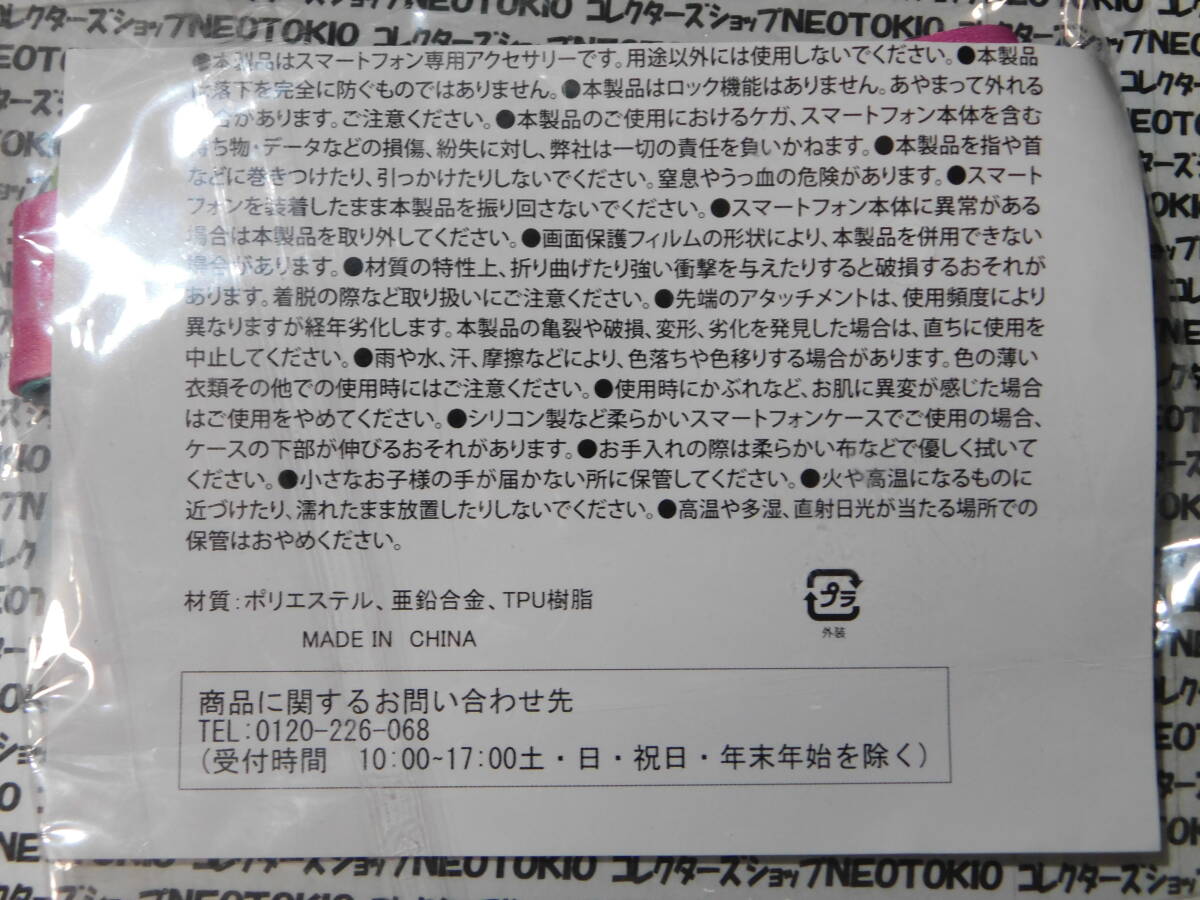 コレクターズショップNEOTOKIO コレクターズショップNEOTOKIO
●本製品はスマートフォン専用アクセサリーです。用途以外には使用しないでください。●本製品
は落下を完全に防ぐものではありません。●本製品はロック機能はありません。あやまって外れる
場合があります。ご注意ください。●本製品のご使用におけるケガ、スマートフォン本体を含む
持ち物・データなどの損傷、紛失に対し、弊社は一切の責任を負いかねます。●本製品を指や首
などに巻きつけたり、引っかけたりしないでください。窒息やうっ血の危険があります。●スマート
フォンを装着したまま本製品を振り回さないでください。●スマートフォン本体に異常がある
場合は本製品を取り外してください。●画面保護フィルムの形状により、本製品を併用できない
場合があります。●材質の特性上、折り曲げたり強い衝撃を与えたりすると破損するおそれが
あります。着脱の際など取り扱いにご注意ください。●先端のアタッチメントは、使用頻度により
異なりますが経年劣化します。本製品の亀裂や破損、変形、劣化を発見した場合は、直ちに使用を
中止してください。●雨や水、汗、摩擦などにより、色落ちや色移りする場合があります。色の薄い
衣類その他での使用時にはご注意ください。●使用時にかぶれなど、お肌に異変が感じた場合
はご使用をやめてください。●シリコン製など柔らかいスマートフォンケースでご使用の場合、
ケースの下部が伸びるおそれがあります。●お手入れの際は柔らかい布などで優しく拭いて
ください。●小さなお子様の手が届かない所に保管してください。●火や高温になるものに
近づけたり、濡れたまま放置したりしないでください。●高温や多湿、直射日光が当たる場所での
保管はおやめください。
材質:ポリエステル、亜鉛合金、TPU樹脂
MADE IN CHINA
プラ
外装
商品に関するお問い合わせ先
TEL:0120-226-068
(受付時間 10:00~17:00土・日・祝日・年末年始を除く)
コレクターズショップNEOTOKIO コレクターズショップNEOTOKIO コレクターズショップ